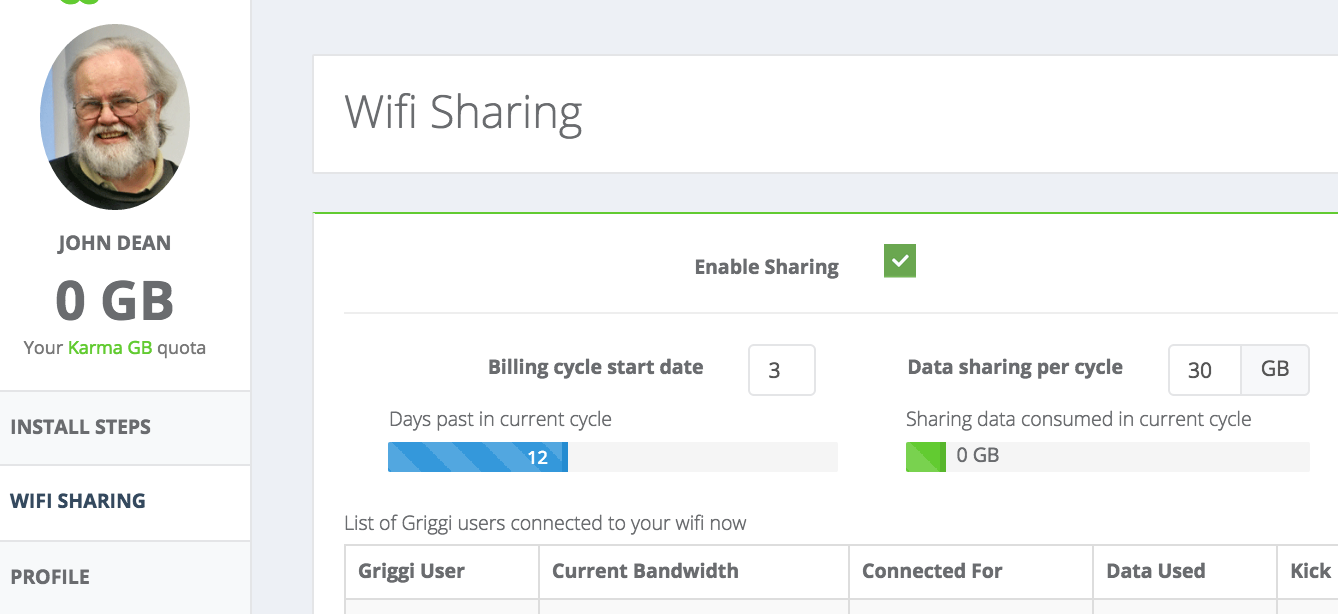 JOHN DEAN
0 GB
Your Karma GB quota
INSTALL STEPS
WIFI SHARING
PROFILE
Wifi Sharing
Enable Sharing
Billing cycle start date 3
Data sharing per cycle 30 GB
Days past in current cycle
12
Sharing data consumed in current cycle
0 GB
List of Griggi users connected to your wifi now
Griggi User Current Bandwidth Connected For Data Used Kick